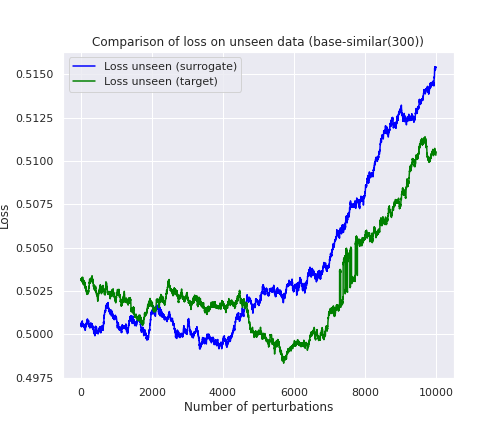 Comparison of loss on unseen data (base-similar(300))
Loss unseen (surrogate)
Loss unseen (target)
0.5150
0.5125
0.5100
0.5075
0.5050
0.5025
0.5000
0.4975
Loss
0 2000 4000 6000 8000 10000
Number of perturbations